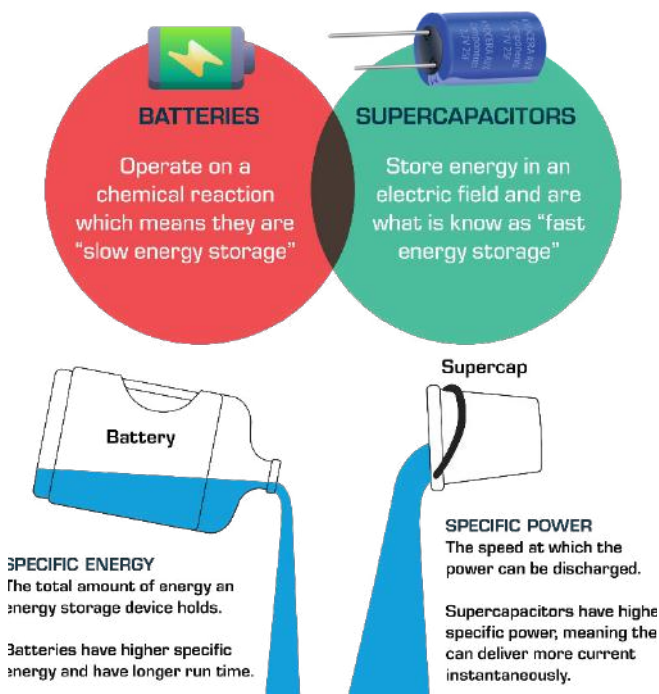 BATTERIES
Operate on a
chemical reaction
which means they are
“slow energy storage”
SUPERCAPACITORS
Store energy in an
electric field and are
what is know as “fast
energy storage”
Battery
Supercap
SPECIFIC ENERGY
The total amount of energy an
energy storage device holds.
Batteries have higher specific
energy and have longer run time.
SPECIFIC POWER
The speed at which the
power can be discharged.
Supercapacitors have highe
specific power, meaning the
can deliver more current
instantaneously.